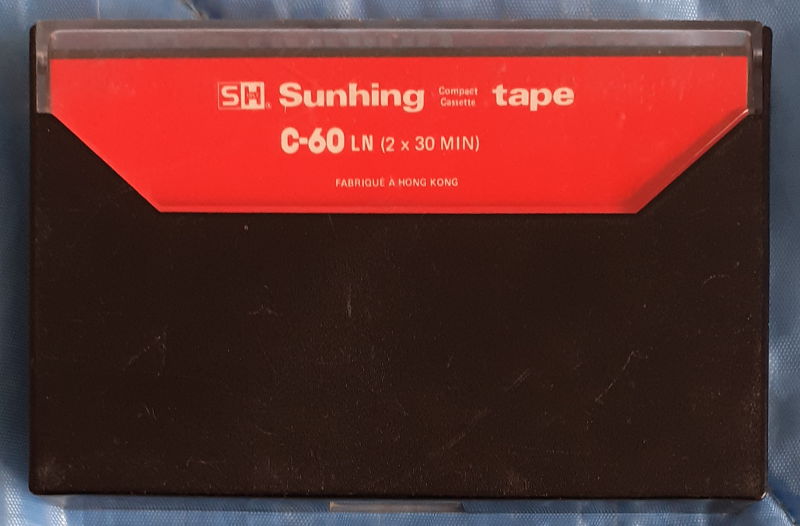 SH Sunhing Compact Cassette tape
C-60 LN (2 x 30 MIN)
FABRIQUÉ À HONG KONG